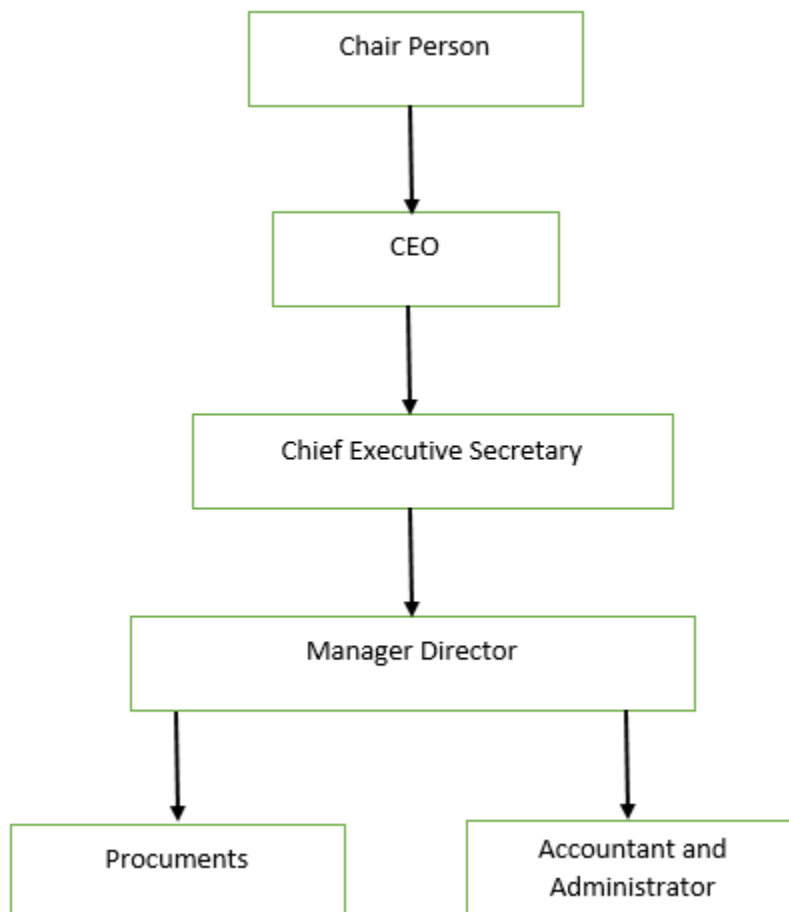 Chair Person
CEO
Chief Executive Secretary
Manager Director
Procuments
Accountant and
Administrator